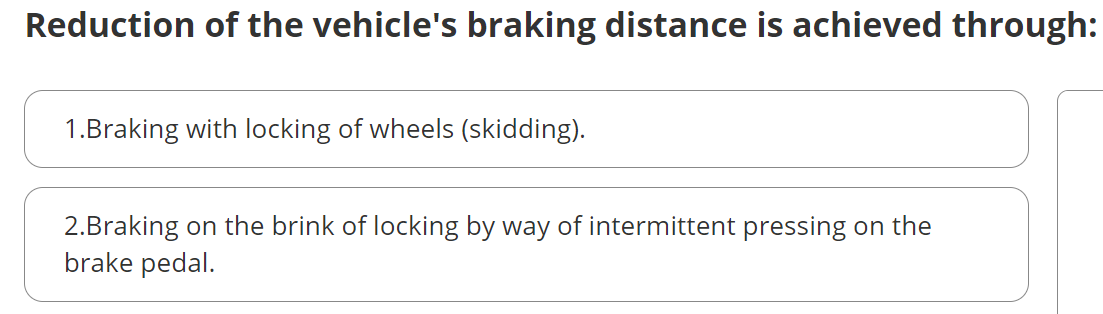 Reduction of the vehicle's braking distance is achieved through:
1.Braking with locking of wheels (skidding).
2.Braking on the brink of locking by way of intermittent pressing on the
brake pedal.